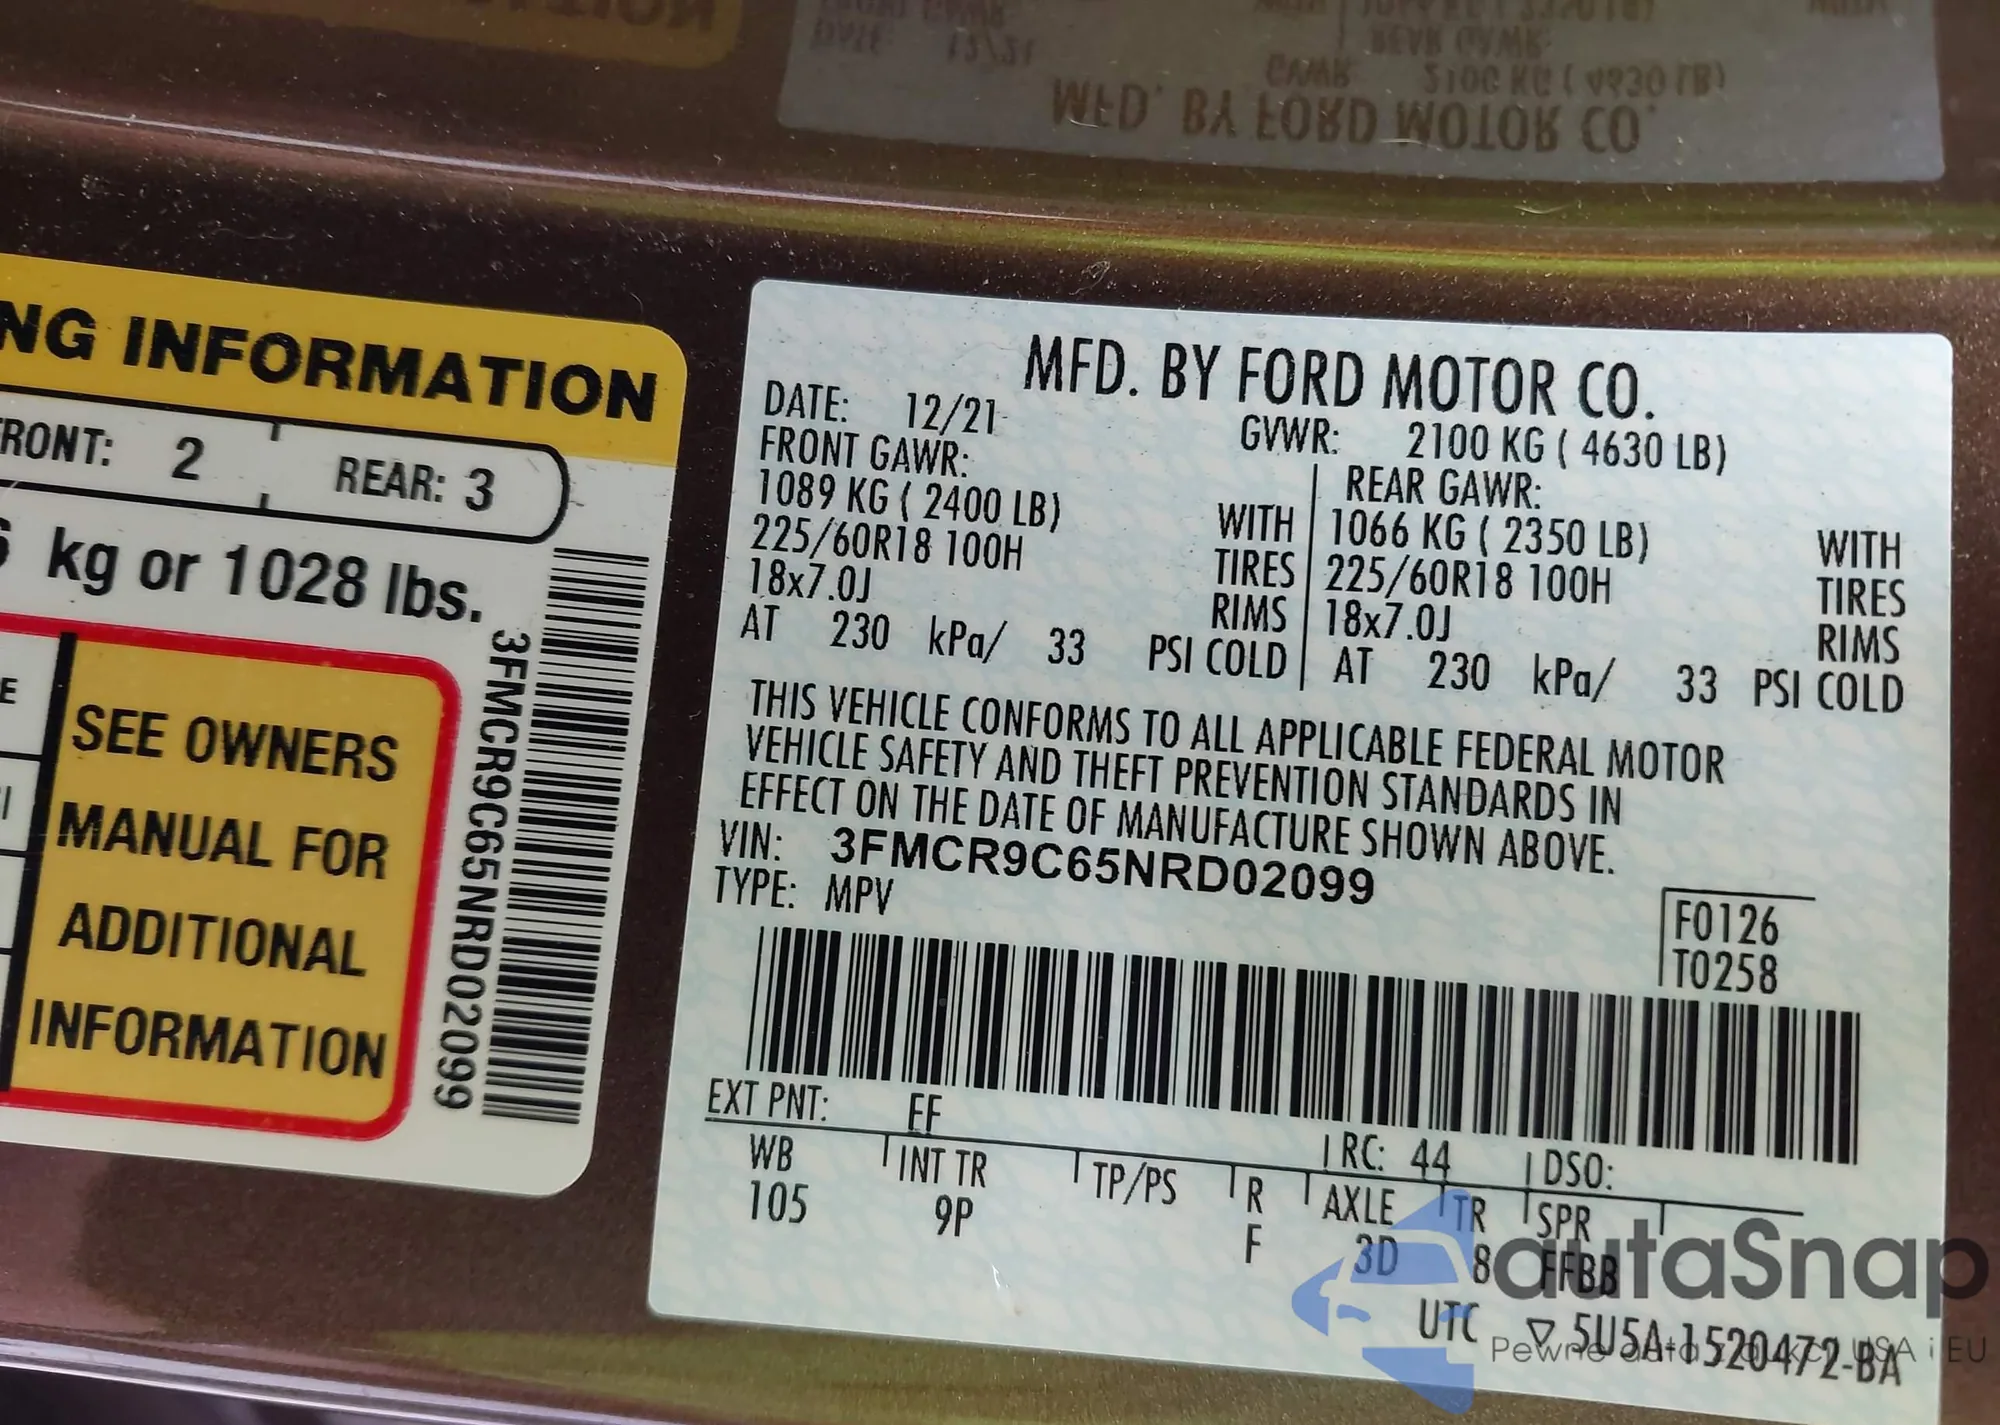 NG INFORMATION
RONT: 2 REAR: 3
kg or 1028 lbs.
SEE OWNERS
MANUAL FOR
ADDITIONAL
INFORMATION
3FMCR9C65NRD02099
MFD. BY FORD MOTOR CO.
DATE: 12/21 GVWR: 2100 KG ( 4630 LB)
FRONT GAWR: REAR GAWR:
1089 KG ( 2400 LB) WITH 1066 KG ( 2350 LB) WITH
225/60R18 100H TIRES 225/60R18 100H TIRES
18x7.0J RIMS 18x7.0J RIMS
AT 230 kPa/ 33 PSI COLD AT 230 kPa/ 33 PSI COLD
THIS VEHICLE CONFORMS TO ALL APPLICABLE FEDERAL MOTOR
VEHICLE SAFETY AND THEFT PREVENTION STANDARDS IN
EFFECT ON THE DATE OF MANUFACTURE SHOWN ABOVE.
VIN: 3FMCR9C65NRD02099
TYPE: MPV
F0126
T0258
EXT PNT: EF RC: 44 DSO:
WB INT TR TP/PS R AXLE TR SPR
105 9P F 3D 8 FFBB
UTC ▽ 5U5A-1520472-BA
autaSnap
Pewne auta z aukcji USA i EU